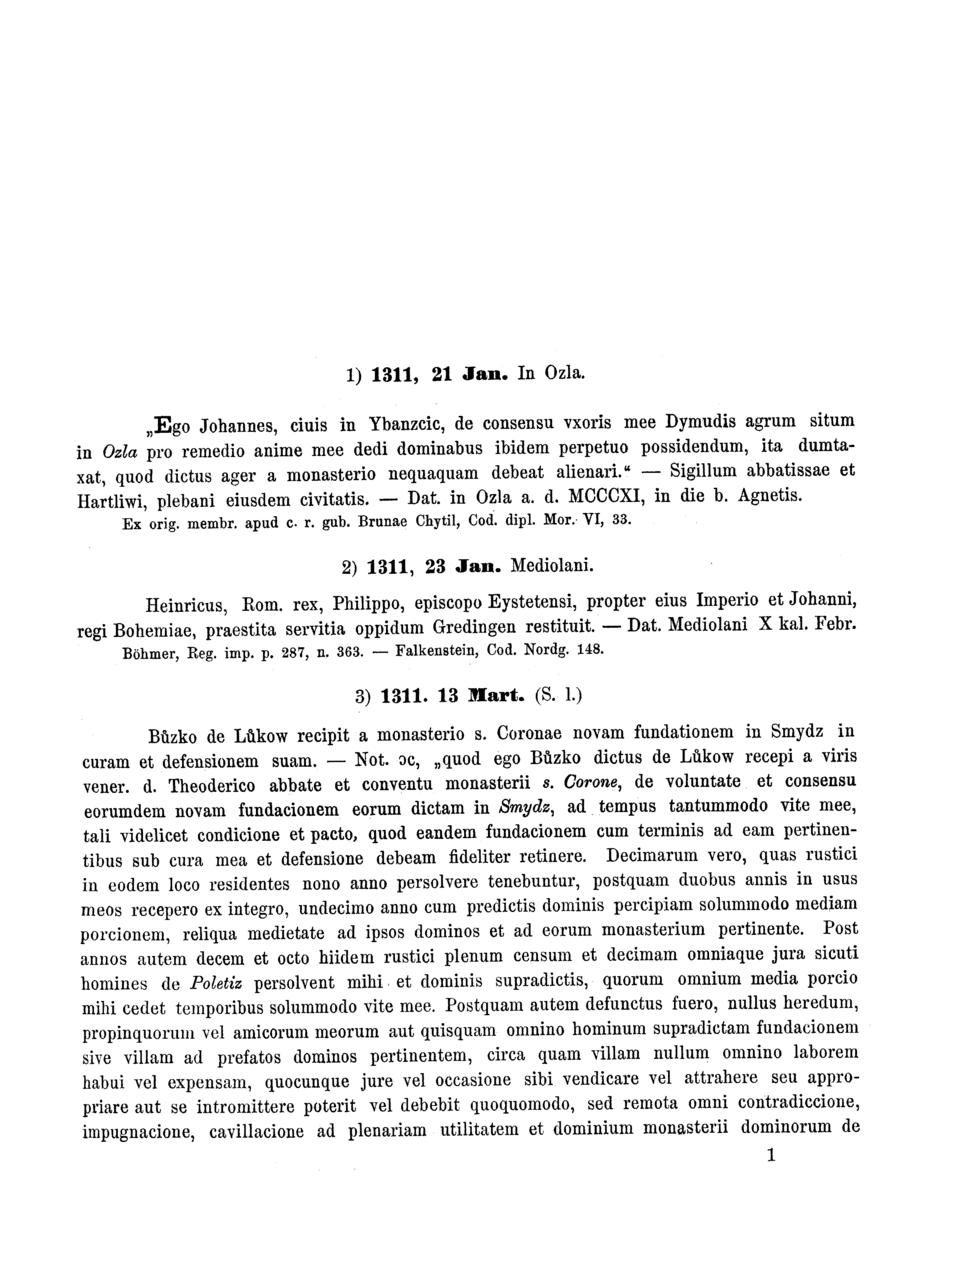 1) 1311, 21 Jan. In Ozla.
„Ego Johannes, ciuis in Ybanzcic, de consensu vxoris mee Dymudis agrum situm
in Ozla pro remedio anime mee dedi dominabus ibidem perpetuo possidendum, ita dumta-
xat, quod dictus ager a monasterio nequaquam debeat alienari.“ — Sigillum abbatissae et
Hartliwi, plebani eiusdem civitatis. — Dat. in Ozla a. d. MCCCXI, in die b. Agnetis.
Ex orig. membr. apud c. r. gub. Brunae Chytil, Cod. dipl. Mor. VI, 33.
2) 1311, 23 Jan. Mediolani.
Heinricus, Rom. rex, Philippo, episcopo Eystetensi, propter eius Imperio et Johanni,
regi Bohemiae, praestita servitia oppidum Gredingen restituit. — Dat. Mediolani X kal. Febr.
Böhmer, Reg. imp. p. 287, n. 363. — Falkenstein, Cod. Nordg. 148.
3) 1311. 13 Mart. (S. l.)
Bůzko de Lůkow recipit a monasterio s. Coronae novam fundationem in Smydz in
curam et defensionem suam. — Not. ɔc, „quod ego Bůzko dictus de Lůkow recepi a viris
vener. d. Theoderico abbate et conventu monasterii s. Corone, de voluntate et consensu
eorumdem novam fundacionem eorum dictam in Smydz, ad tempus tantummodo vite mee,
tali videlicet condicione et pacto, quod eandem fundacionem cum terminis ad eam pertinen-
tibus sub cura mea et defensione debeam fideliter retinere. Decimarum vero, quas rustici
in eodem loco residentes nono anno persolvere tenebuntur, postquam duobus annis in usus
meos recepero ex integro, undecimo anno cum predictis dominis percipiam solummodo mediam
porcionem, reliqua medietate ad ipsos dominos et ad eorum monasterium pertinente. Post
annos autem decem et octo hiidem rustici plenum censum et decimam omniaque jura sicuti
homines de Poletiz persolvent mihi et dominis supradictis, quorum omnium media porcio
mihi cedet temporibus solummodo vite mee. Postquam autem defunctus fuero, nullus heredum,
propinquorum vel amicorum meorum aut quisquam omnino hominum supradictam fundacionem
sive villam ad prefatos dominos pertinentem, circa quam villam nullum omnino laborem
habui vel expensam, quocunque jure vel occasione sibi vendicare vel attrahere seu appro-
priare aut se intromittere poterit vel debebit quoquomodo, sed remota omni contradiccione,
impugnacione, cavillacione ad plenariam utilitatem et dominium monasterii dominorum de
1